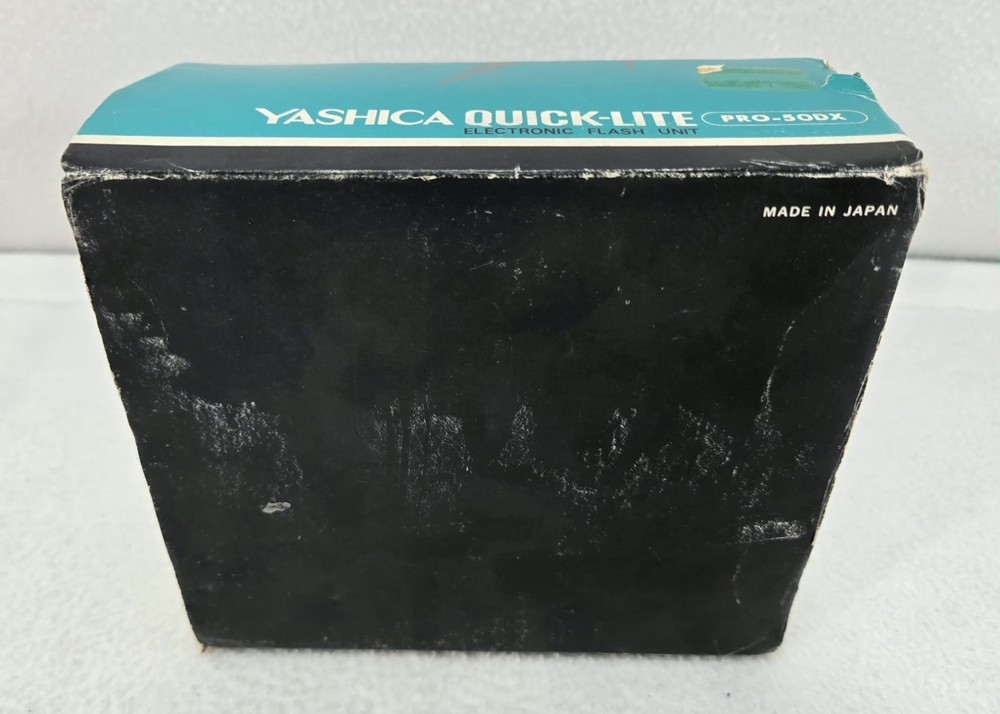 YASHICA QUICK-LITE PRO-50DX
ELECTRONIC FLASH UNIT
MADE IN JAPAN